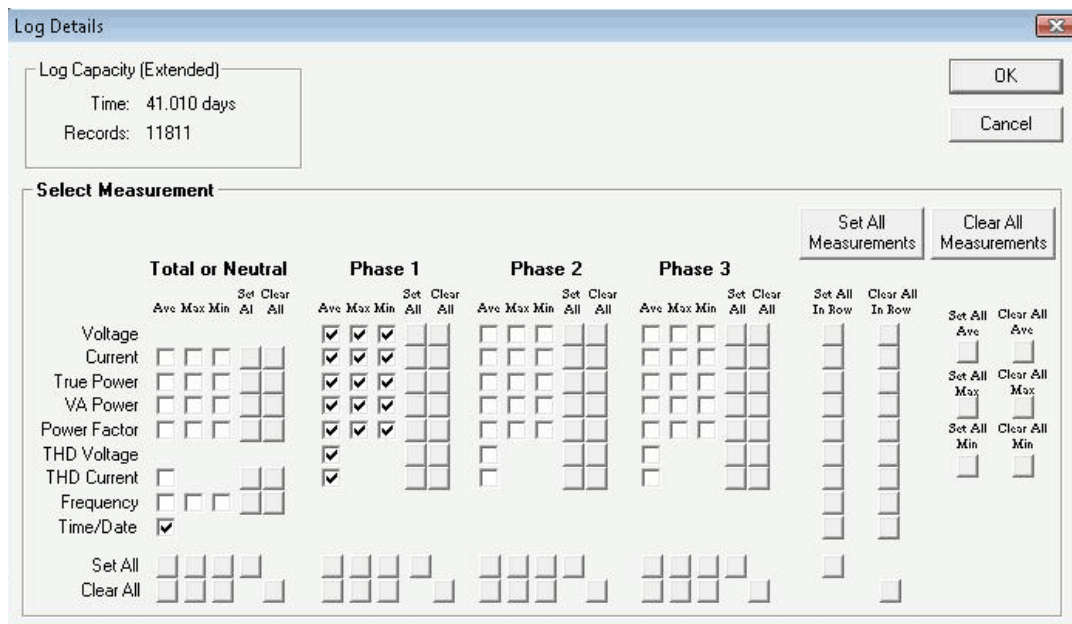 Log Details
Log Capacity (Extended)
Time: 41.010 days
Records: 11811
OK
Cancel
Select Measurement
Set All Measurements
Clear All Measurements
Total or Neutral Phase 1 Phase 2 Phase 3
Ave Max Min Set Al Clear All Ave Max Min Set All Clear All Ave Max Min Set All Clear All Ave Max Min Set All Clear All Set All In Row Clear All In Row
Voltage
Current
True Power
VA Power
Power Factor
THD Voltage
THD Current
Frequency
Time/Date
Set All
Clear All
Set All Ave Clear All Ave
Set All Max Clear All Max
Set All Min Clear All Min